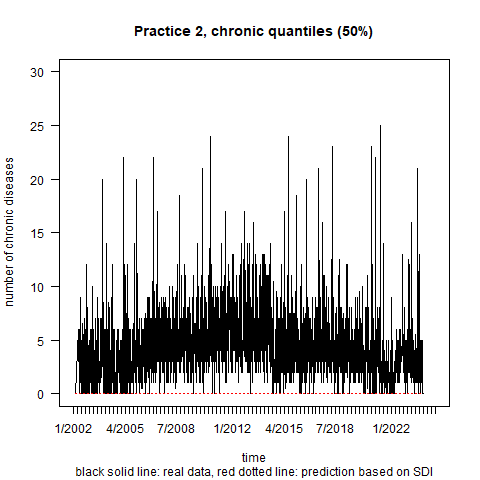 Practice 2, chronic quantiles (50%)
number of chronic diseases
30
25
20
15
10
5
0
1/2002 4/2005 7/2008 1/2012 4/2015 7/2018 1/2022
time
black solid line: real data, red dotted line: prediction based on SDI